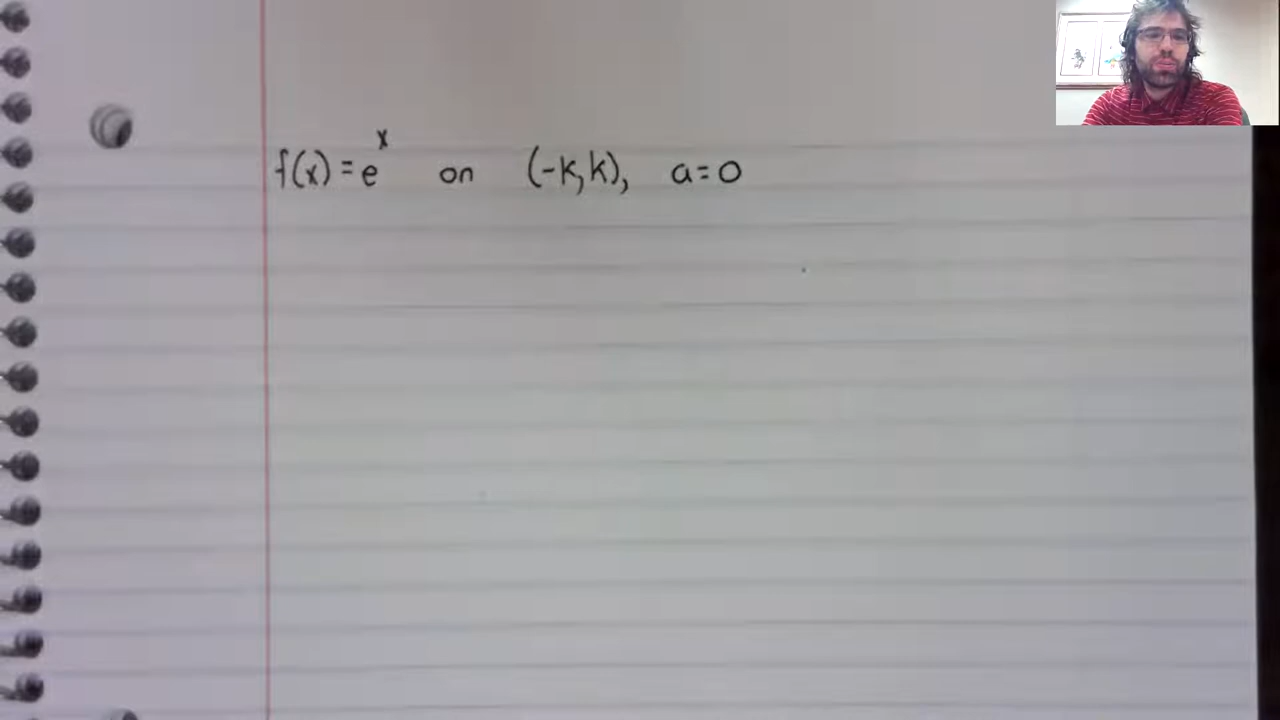 f(x) = e^x on (-k, k), a = 0